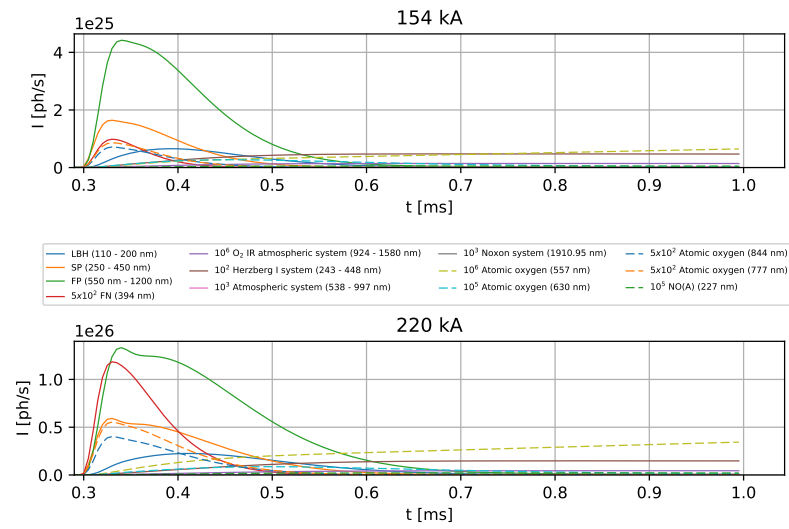 154 kA
1e25
4
2
0
I [ph/s]
0.3 0.4 0.5 0.6 0.7 0.8 0.9 1.0
t [ms]
LBH (110 - 200 nm)
SP (250 - 450 nm)
FP (550 nm - 1200 nm)
5x10² FN (394 nm)
10⁶ O₂ IR atmospheric system (924 - 1580 nm)
10² Herzberg I system (243 - 448 nm)
10³ Atmospheric system (538 - 997 nm)
10³ Noxon system (1910.95 nm)
10⁶ Atomic oxygen (557 nm)
10⁵ Atomic oxygen (630 nm)
5x10² Atomic oxygen (844 nm)
5x10² Atomic oxygen (777 nm)
10⁵ NO(A) (227 nm)
220 kA
1e26
1.0
0.5
0.0
I [ph/s]
0.3 0.4 0.5 0.6 0.7 0.8 0.9 1.0
t [ms]